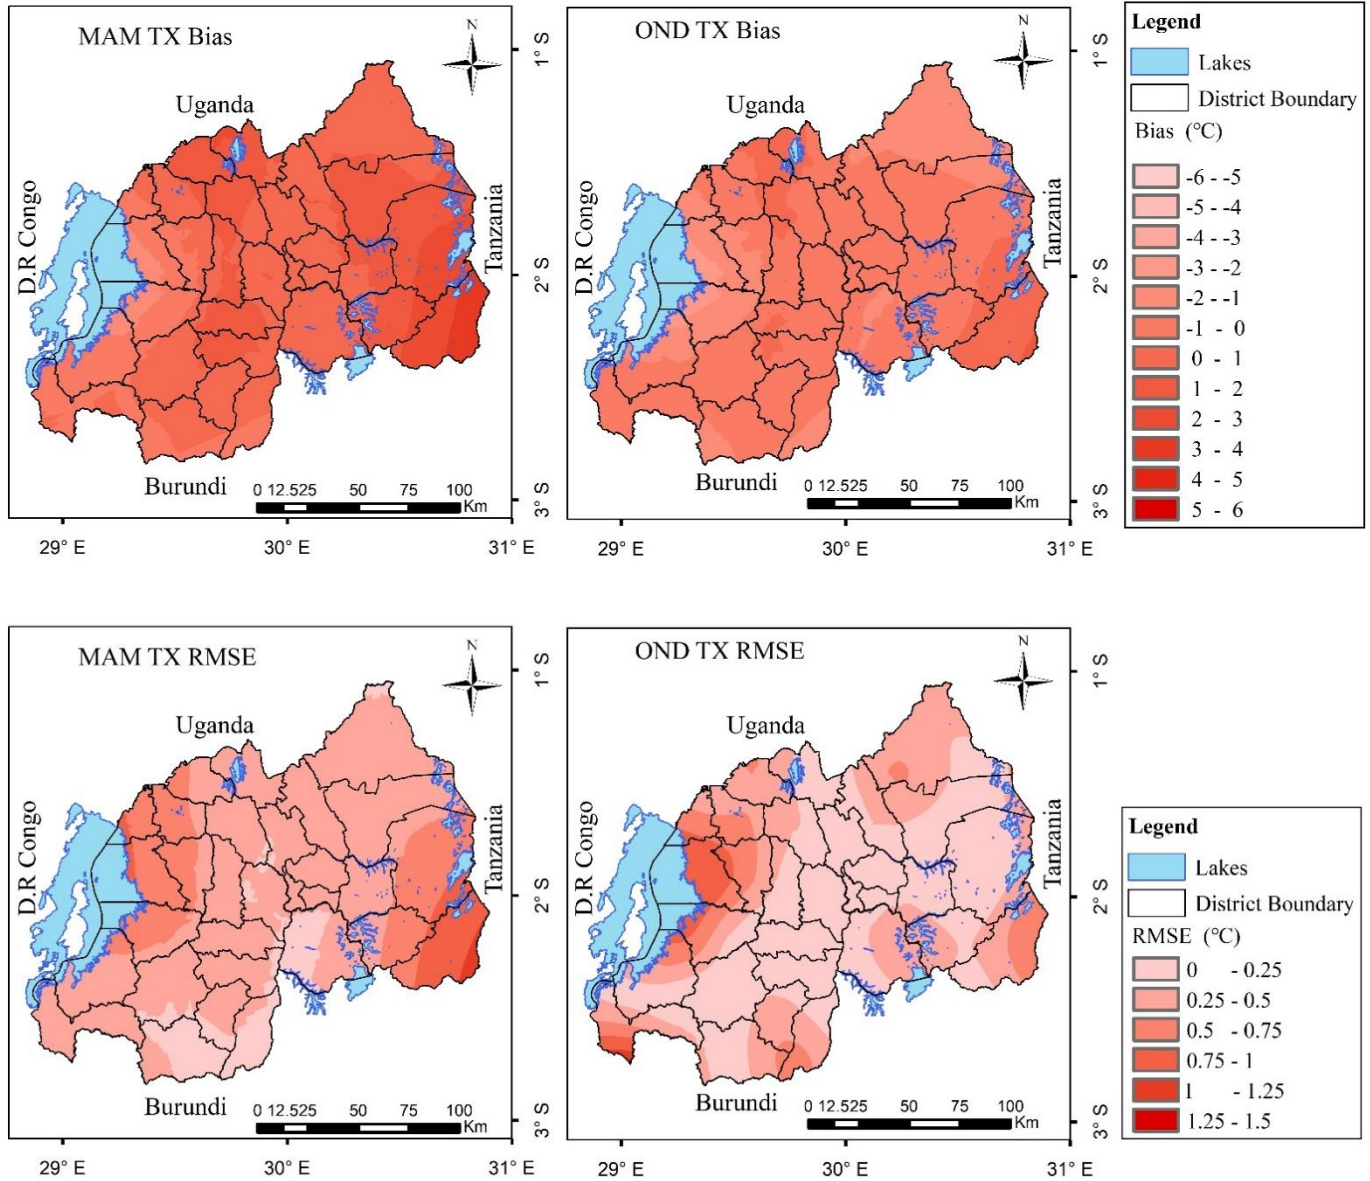 MAM TX Bias
N
Uganda
D.R Congo
Tanzania
Burundi
0 12.525 50 75 100
Km
1° S
2° S
3° S
29° E 30° E 31° E
OND TX Bias
N
Uganda
D.R Congo
Tanzania
Burundi
0 12.525 50 75 100
Km
1° S
2° S
3° S
29° E 30° E 31° E
Legend
Lakes
District Boundary
Bias (°C)
-6 - -5
-5 - -4
-4 - -3
-3 - -2
-2 - -1
-1 - 0
0 - 1
1 - 2
2 - 3
3 - 4
4 - 5
5 - 6
MAM TX RMSE
N
Uganda
D.R Congo
Tanzania
Burundi
0 12.525 50 75 100
Km
1° S
2° S
3° S
29° E 30° E 31° E
OND TX RMSE
N
Uganda
D.R Congo
Tanzania
Burundi
0 12.525 50 75 100
Km
1° S
2° S
3° S
29° E 30° E 31° E
Legend
Lakes
District Boundary
RMSE (°C)
0 - 0.25
0.25 - 0.5
0.5 - 0.75
0.75 - 1
1 - 1.25
1.25 - 1.5